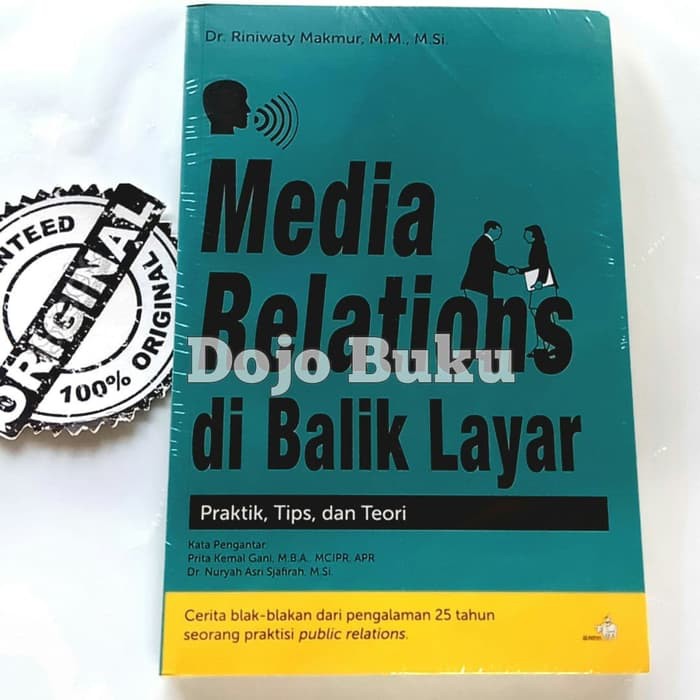 Dr. Riniwaty Makmur, M.M., M.Si.
Media
Relations
di Balik Layar
Dojo Buku
Praktik, Tips, dan Teori
Kata Pengantar:
Prita Kemal Gani, M.B.A., MCIPR, APR
Dr. Nuryah Asri Sjafirah, M.Si.
Cerita blak-blakan dari pengalaman 25 tahun
seorang praktisi public relations.
ANTEED
ORIGINAL
100% ORIGINAL